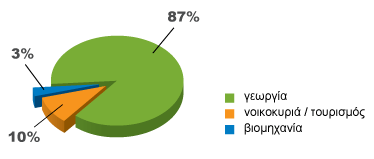 87%
3%
10%
γεωργία
νοικοκυριά / τουρισμός
βιομηχανία